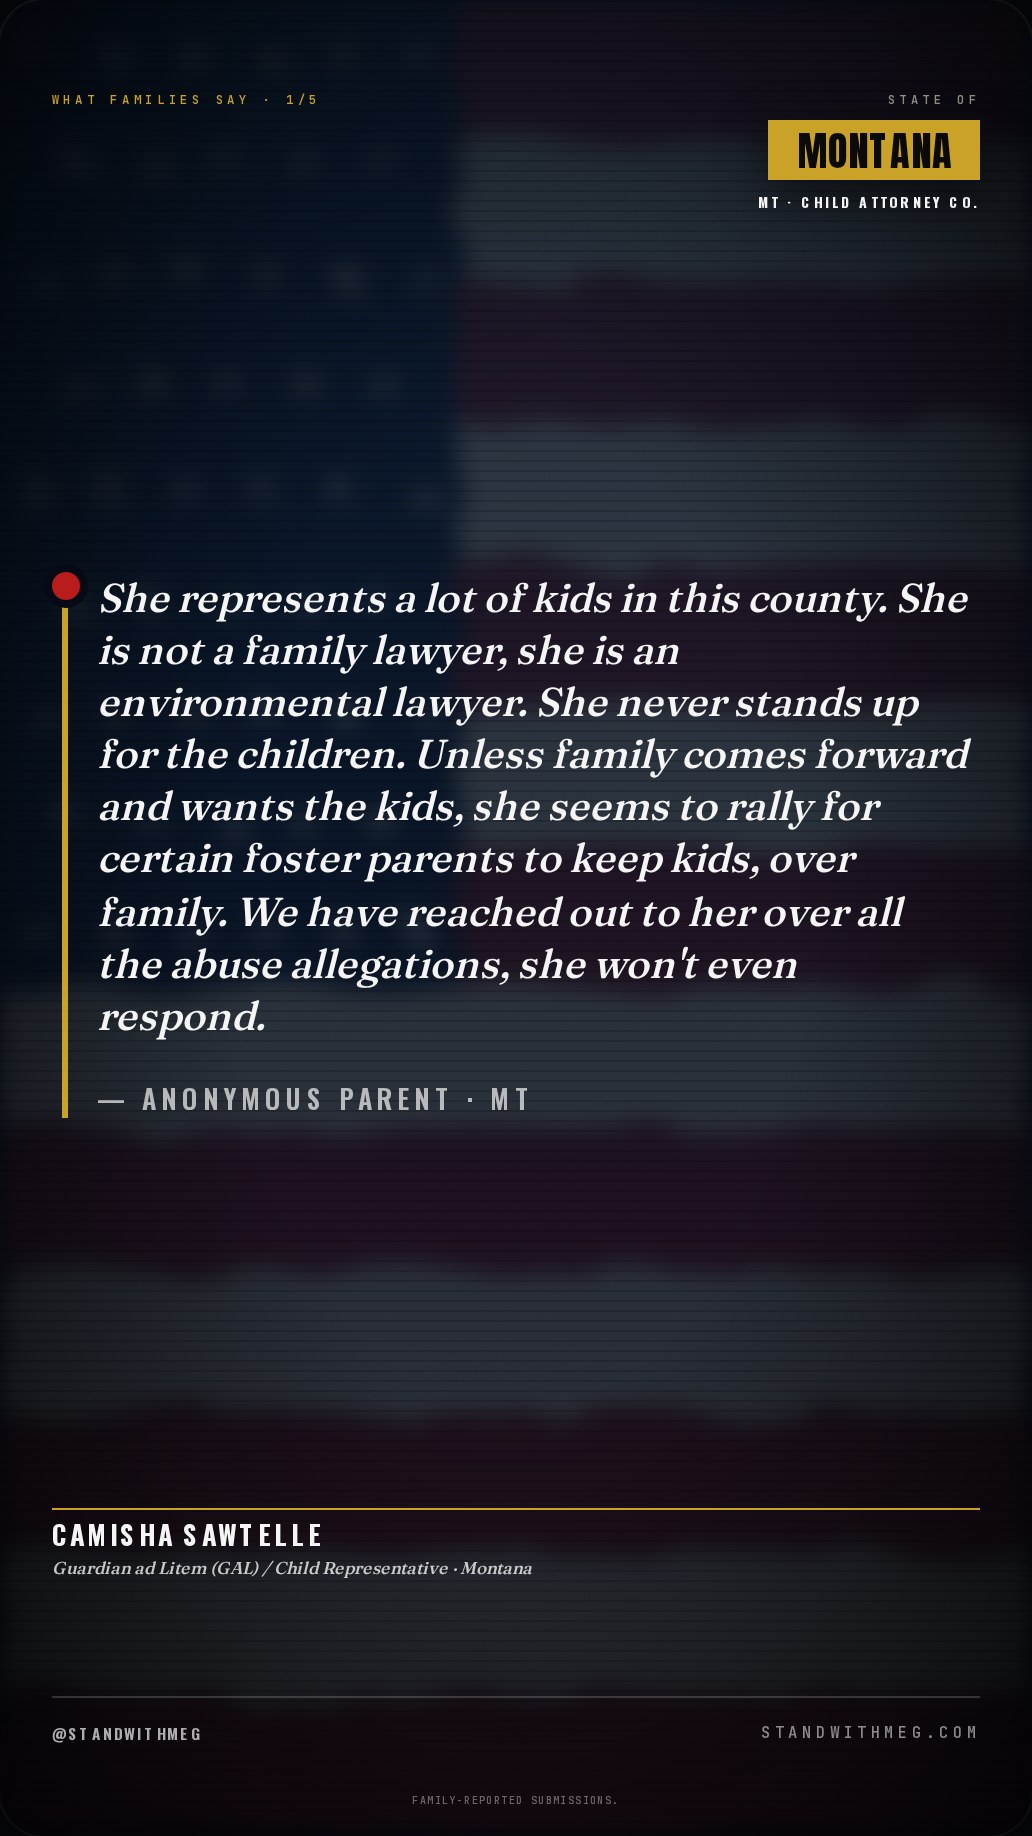 WHAT FAMILIES SAY · 1/5
STATE OF
MONTANA
MT · CHILD ATTORNEY CO.
She represents a lot of kids in this county. She
is not a family lawyer, she is an
environmental lawyer. She never stands up
for the children. Unless family comes forward
and wants the kids, she seems to rally for
certain foster parents to keep kids, over
family. We have reached out to her over all
the abuse allegations, she won't even
respond.
— ANONYMOUS PARENT · MT
CAMISHA SAWTELLE
Guardian ad Litem (GAL) / Child Representative · Montana
@STANDWITHMEG
STANDWITHMEG.COM
FAMILY-REPORTED SUBMISSIONS.